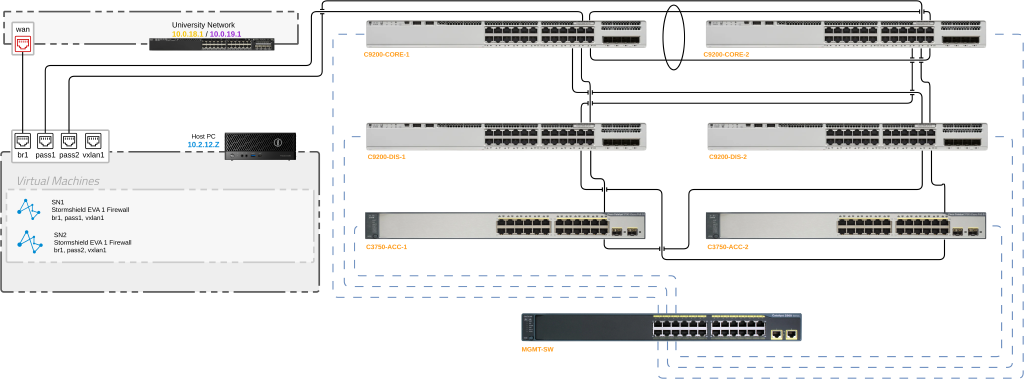 wan
University Network
10.0.18.1 / 10.0.19.1
C9200-CORE-1
C9200-CORE-2
Host PC
10.2.12.Z
br1 pass1 pass2 vxlan1
C9200-DIS-1
C9200-DIS-2
Virtual Machines
SN1
Stormshield EVA 1 Firewall
br1, pass1, vxlan1
SN2
Stormshield EVA 1 Firewall
br1, pass2, vxlan1
C3750-ACC-1
C3750-ACC-2
MGMT-SW